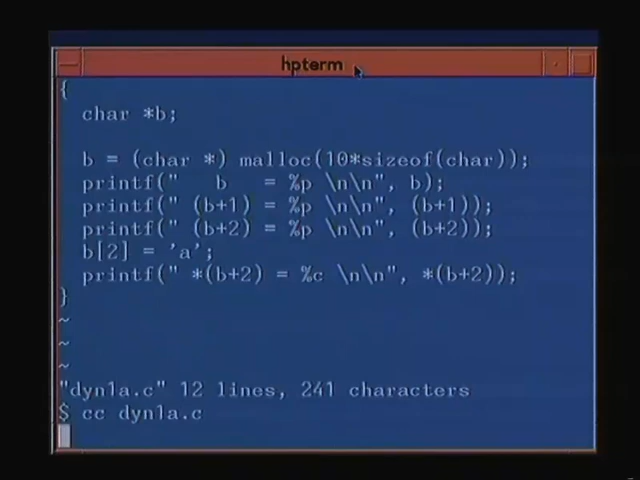 hpterm
{
char *b;
b = (char *) malloc(10*sizeof(char));
printf("   b   = %p \n\n", b);
printf(" (b+1) = %p \n\n", (b+1));
printf(" (b+2) = %p \n\n", (b+2));
b[2] = 'a';
printf(" *(b+2) = %c \n\n", *(b+2));
}
~
~
~
"dyn1a.c" 12 lines, 241 characters
$ cc dyn1a.c